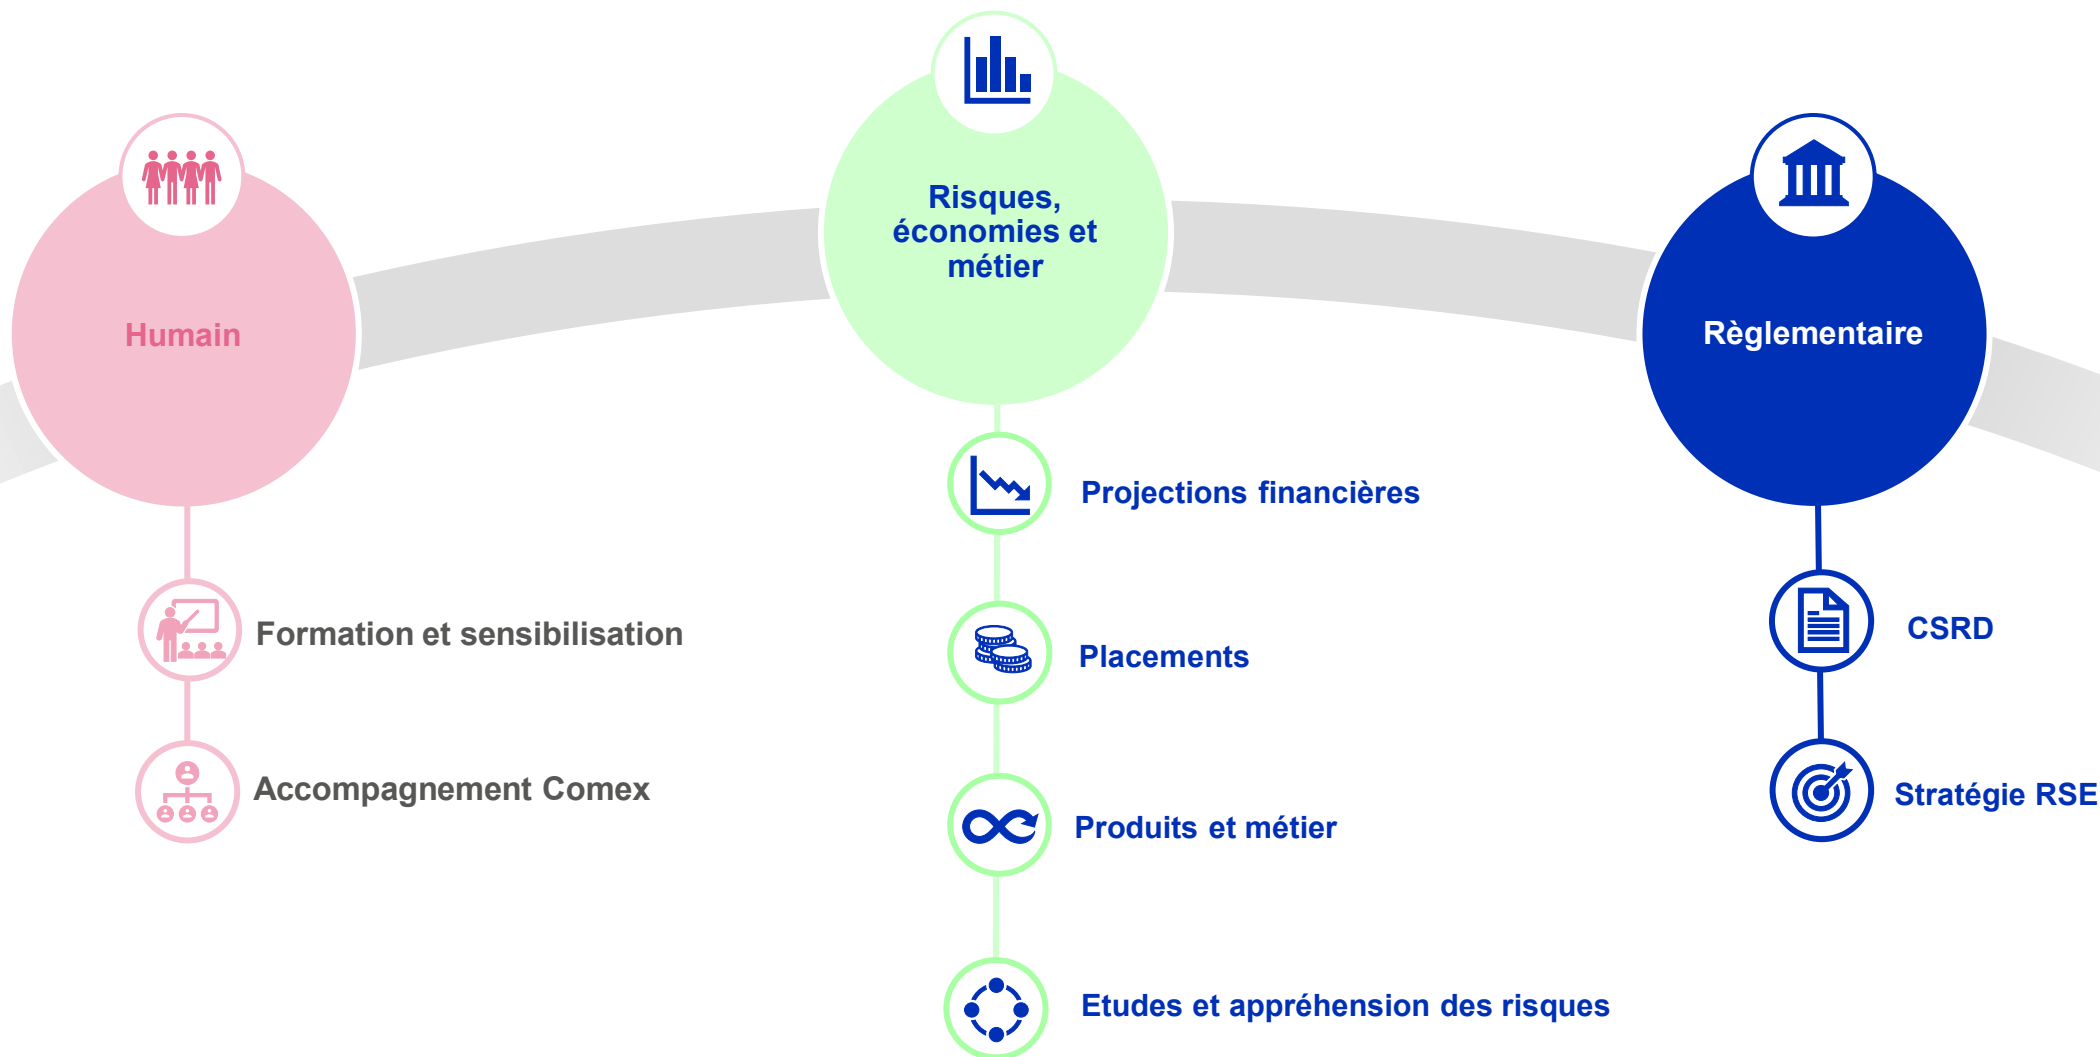 Humain
Formation et sensibilisation
Accompagnement Comex
Risques,
économies et
métier
Projections financières
Placements
Produits et métier
Etudes et appréhension des risques
Règlementaire
CSRD
Stratégie RSE